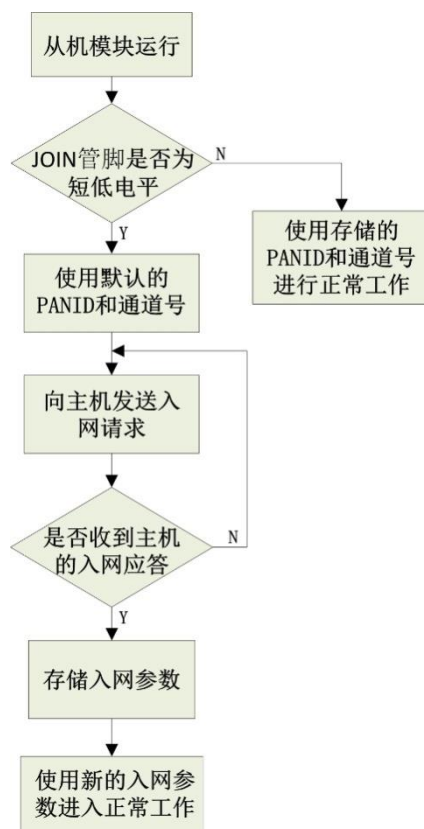 从机模块运行
JOIN管脚是否为
短低电平
N
Y
使用存储的
PANID和通道号
进行正常工作
使用默认的
PANID和通道号
向主机发送入
网请求
是否收到主机
的入网应答
N
Y
存储入网参数
使用新的入网参
数进入正常工作